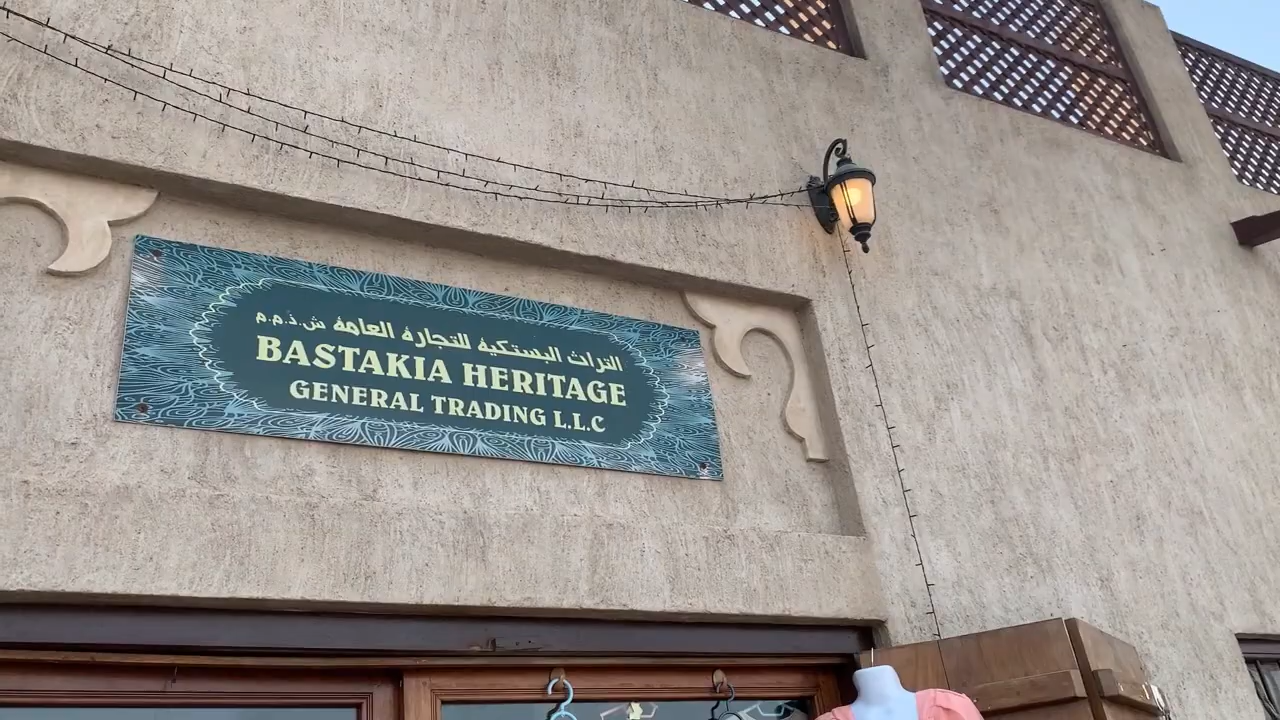 التراث البستكية للتجارة العامة ش.ذ.م.م
BASTAKIA HERITAGE
GENERAL TRADING L.L.C